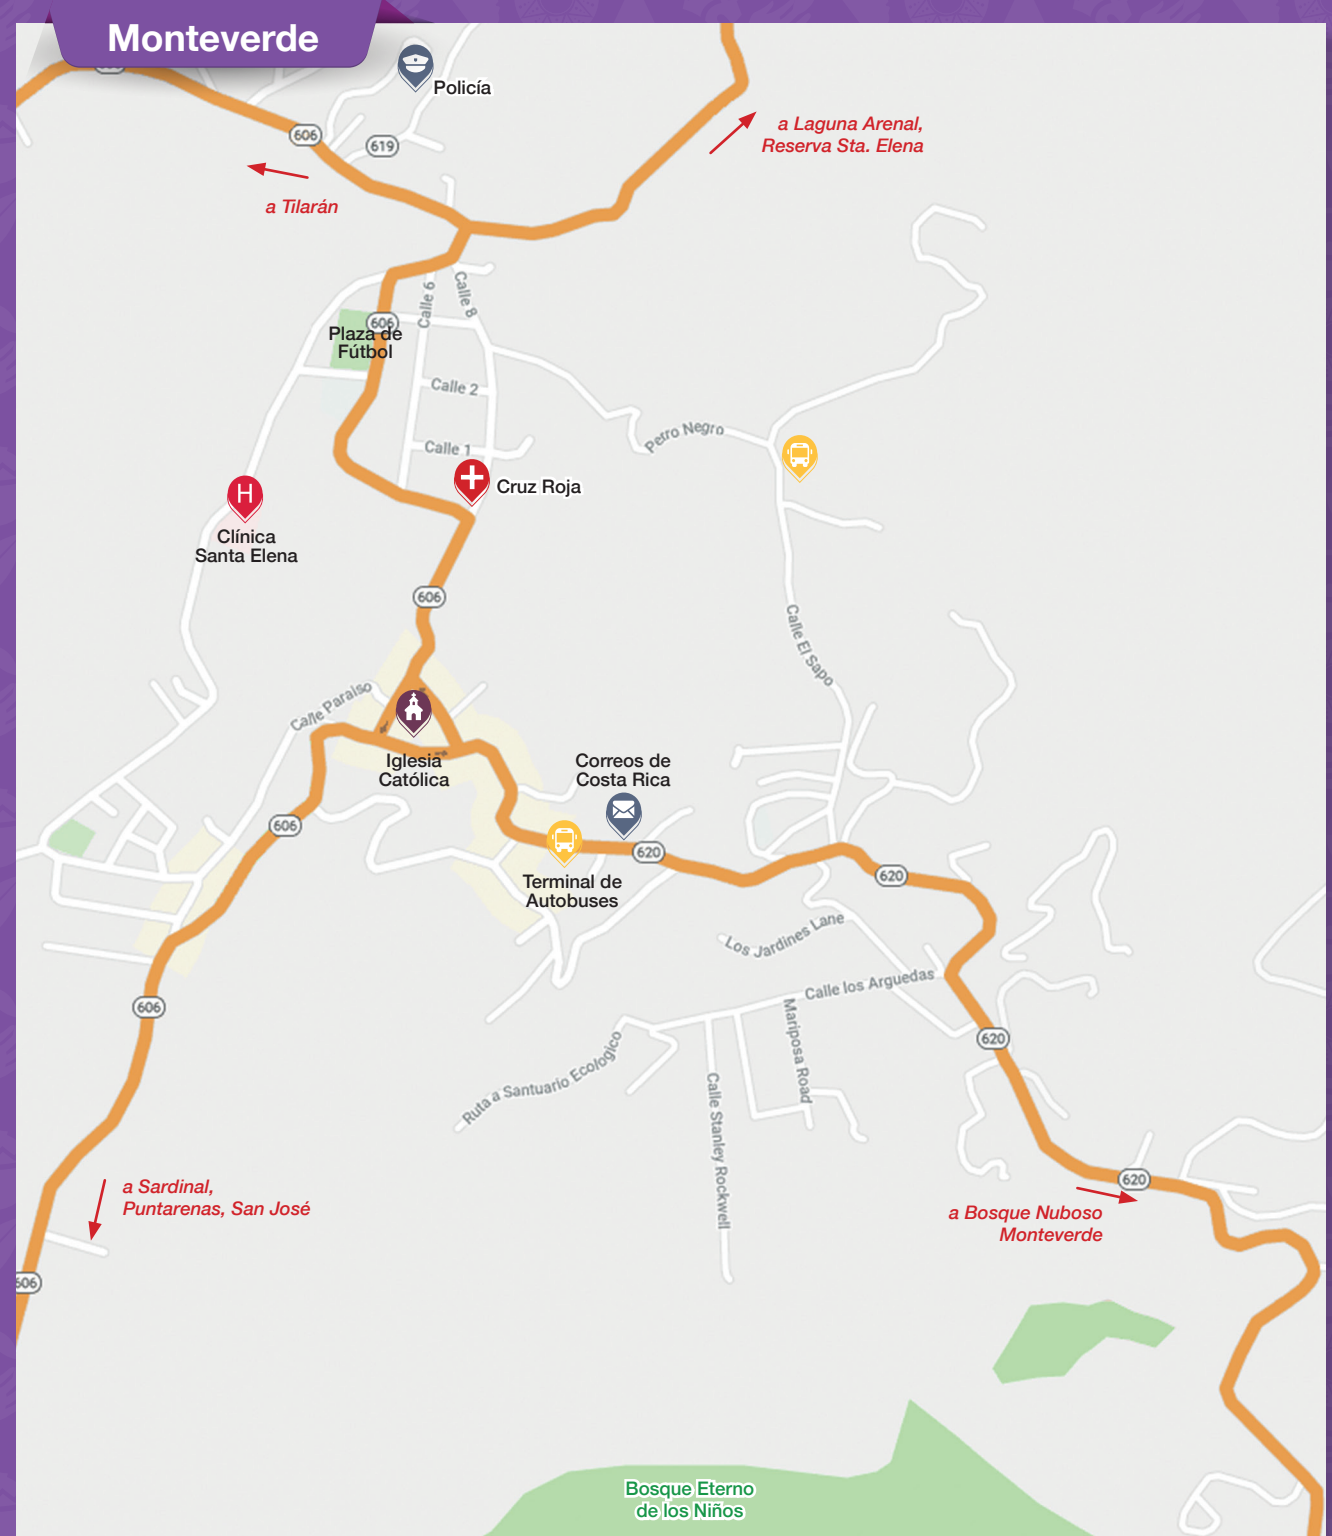 Monteverde
Policía
a Laguna Arenal,
Reserva Sta. Elena
606
619
a Tilarán
Calle 6
Calle 8
606
Plaza de
Fútbol
Calle 2
Perro Negro
Calle 1
H
Cruz Roja
Clínica
Santa Elena
606
Calle El Sapo
Calle Paraiso
Iglesia
Católica
Correos de
Costa Rica
606
620
620
Terminal de
Autobuses
Los Jardines Lane
Calle los Arguedas
606
Mariposa Road
620
Ruta a Santuario Ecologico
Calle Stanley Rockwell
a Sardinal,
Puntarenas, San José
620
a Bosque Nuboso
Monteverde
606
Bosque Eterno
de los Niños